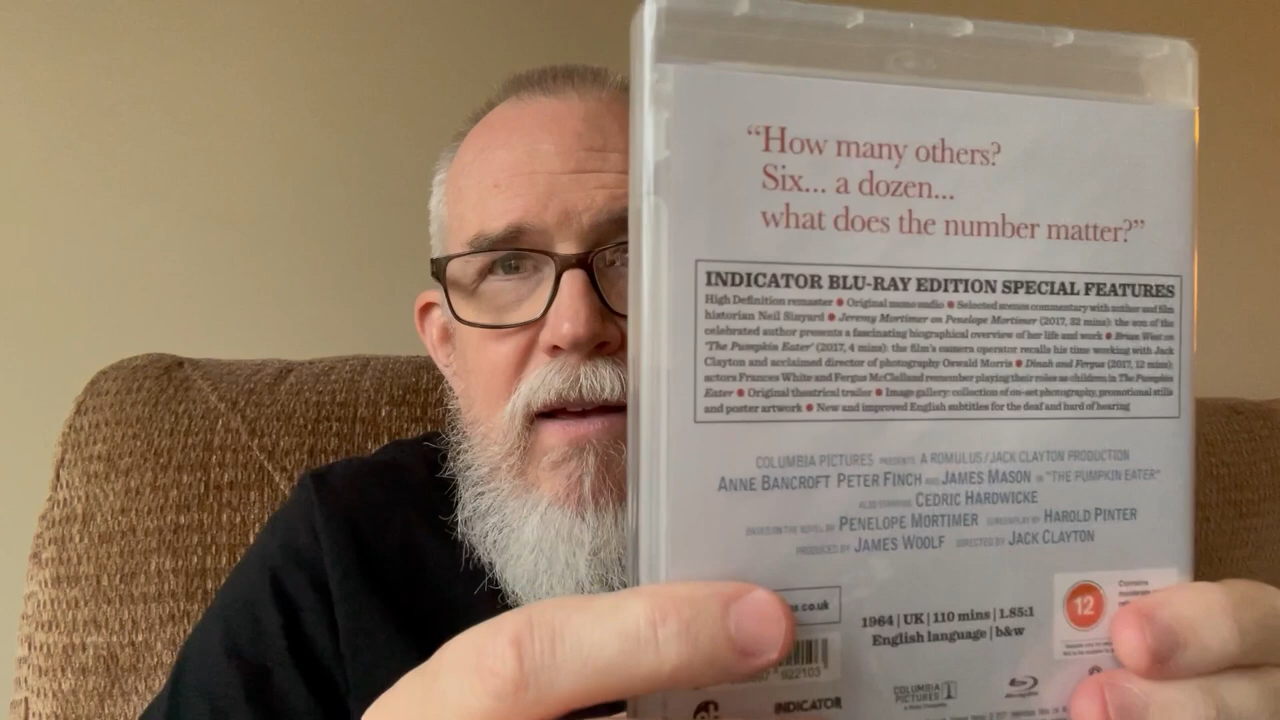 “How many others?
Six... a dozen...
what does the number matter?”
INDICATOR BLU-RAY EDITION SPECIAL FEATURES
High Definition remaster ● Original mono audio ● Selected scenes commentary with author and film
historian Neil Sinyard ● Jeremy Mortimer on Penelope Mortimer (2017, 32 mins): the son of the
celebrated author presents a fascinating biographical overview of her life and work ● Brian West on
‘The Pumpkin Eater’ (2017, 4 mins): the film’s camera operator recalls his time working with Jack
Clayton and acclaimed director of photography Oswald Morris ● Dinah and Fergus (2017, 12 mins):
actors Frances White and Fergus McClelland remember playing their roles as children in The Pumpkin
Eater ● Original theatrical trailer ● Image gallery: collection of on-set photography, promotional stills
and poster artwork ● New and improved English subtitles for the deaf and hard of hearing
COLUMBIA PICTURES PRESENTS A ROMULUS/JACK CLAYTON PRODUCTION
ANNE BANCROFT PETER FINCH AND JAMES MASON IN “THE PUMPKIN EATER”
ALSO STARRING CEDRIC HARDWICKE
BASED ON THE NOVEL BY PENELOPE MORTIMER SCREENPLAY BY HAROLD PINTER
PRODUCED BY JAMES WOOLF DIRECTED BY JACK CLAYTON
.co.uk
1964 | UK | 110 mins | 1.85:1
English language | b&w
12
Contains
922103
INDICATOR
COLUMBIA
PICTURES
Blu-ray